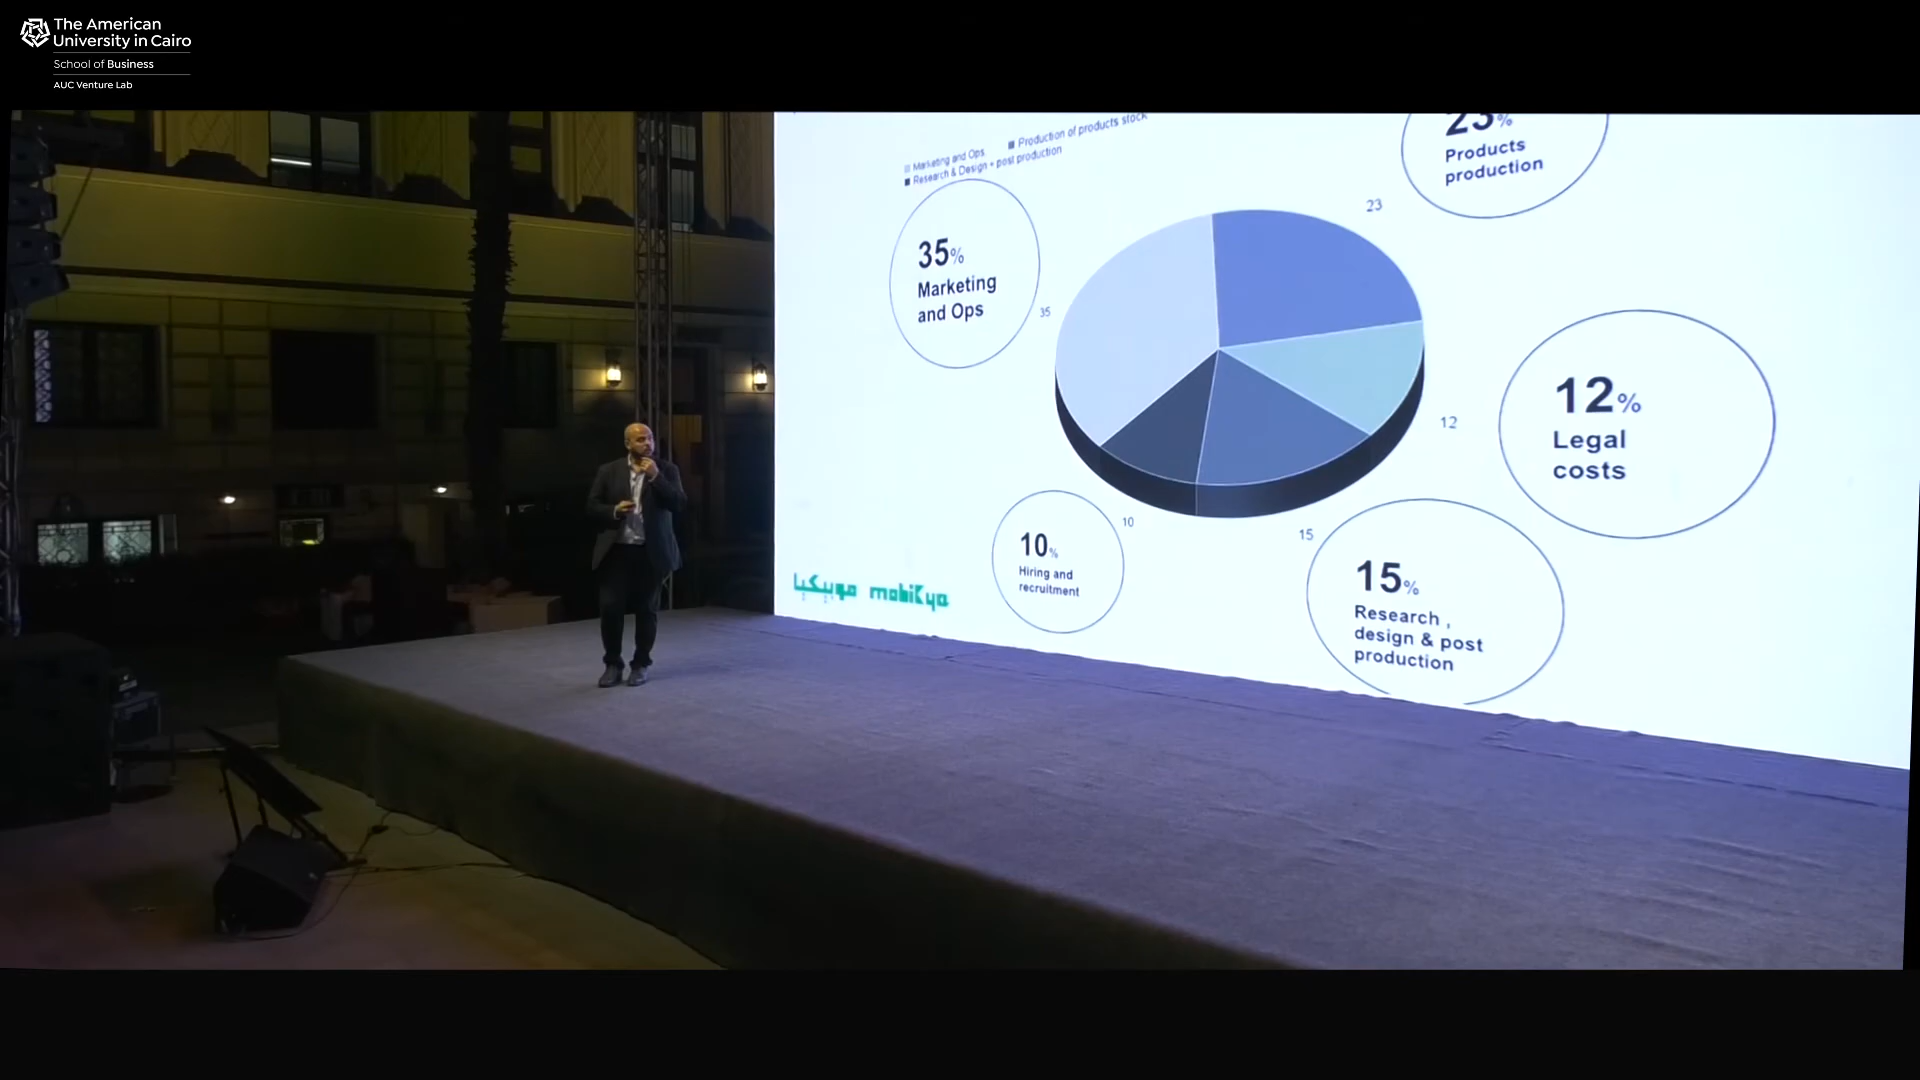 The American
University in Cairo
School of Business
AUC Venture Lab
Marketing and Ops
Production of products stock
Research & Design + post production
23%
Products
production
23
35%
Marketing
and Ops
35
12%
Legal
costs
12
10%
Hiring and
recruitment
10
15
15%
Research ,
design & post
production
موبيكيا mobikya